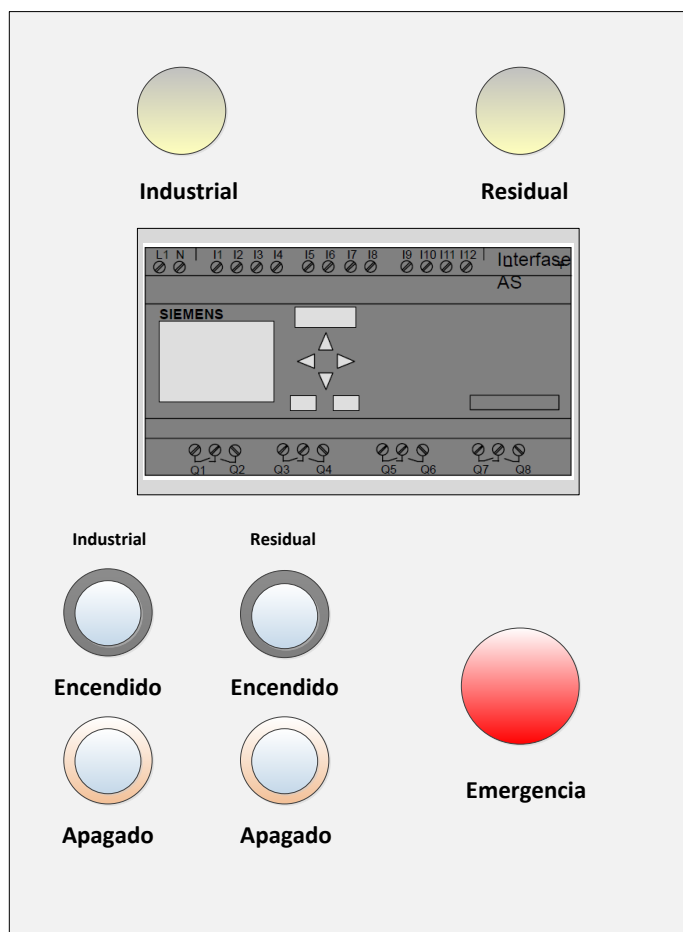 Industrial Residual
L1 N I1 I2 I3 I4 I5 I6 I7 I8 I9 I10 I11 I12 Interfase
AS
SIEMENS
Q1 Q2 Q3 Q4 Q5 Q6 Q7 Q8
Industrial Residual
Encendido Encendido
Emergencia
Apagado Apagado